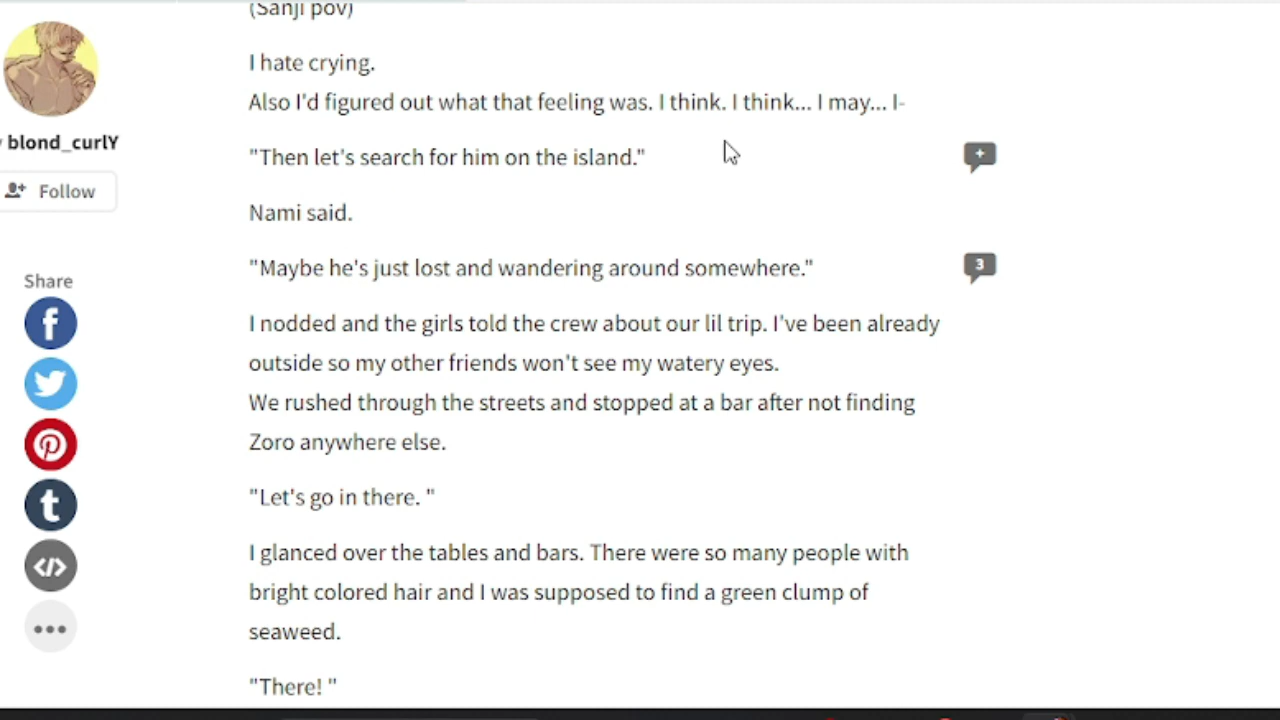 (Sanji pov)
I hate crying.
Also I'd figured out what that feeling was. I think. I think... I may... I-
blond_curlY
"Then let's search for him on the island."
+
Follow
Nami said.
"Maybe he's just lost and wandering around somewhere."
3
Share
I nodded and the girls told the crew about our lil trip. I've been already
outside so my other friends won't see my watery eyes.
We rushed through the streets and stopped at a bar after not finding
Zoro anywhere else.
"Let's go in there. "
I glanced over the tables and bars. There were so many people with
bright colored hair and I was supposed to find a green clump of
seaweed.
"There! "